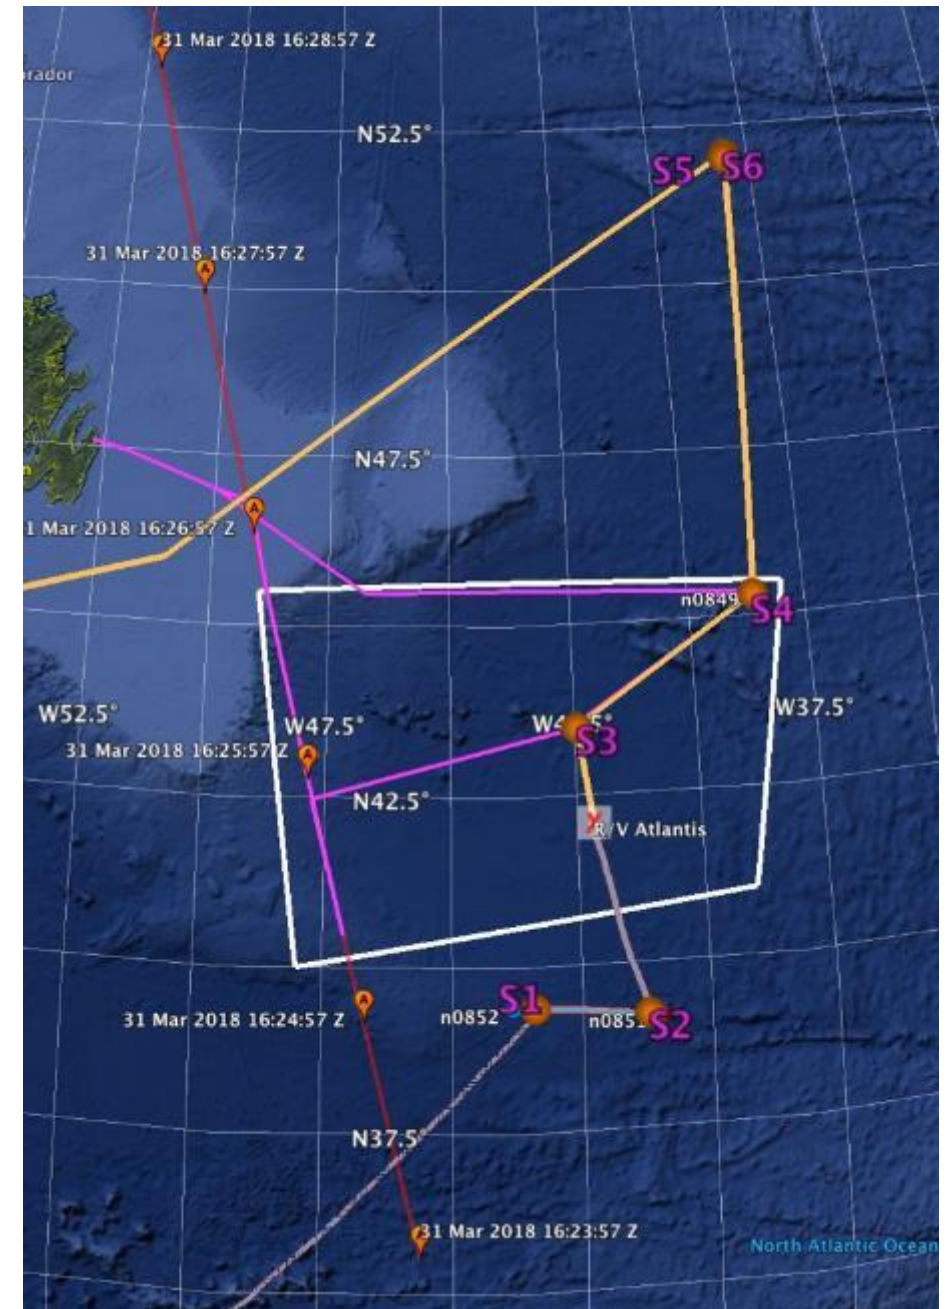 31 Mar 2018 16:28:57 Z
rador
N52.5°
S5 S6
31 Mar 2018 16:27:57 Z
N47.5°
1 Mar 2018 16:26:57 Z
n0849
S4
W52.5°
W47.5°
W37.5°
S3
31 Mar 2018 16:25:57 Z
N42.5°
R/V Atlantis
S1
31 Mar 2018 16:24:57 Z
n0852
n0851
S2
N37.5°
31 Mar 2018 16:23:57 Z
North Atlantic Ocean